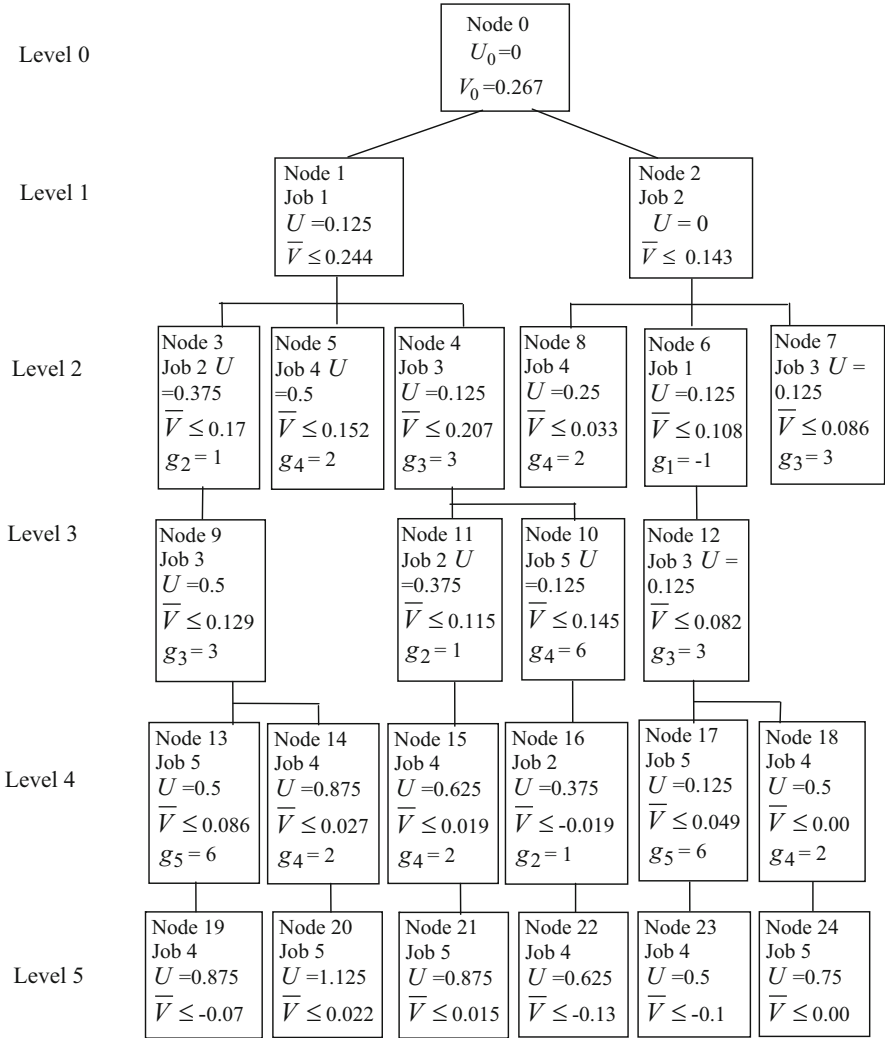 Level 0
Node 0
U₀=0
V₀=0.267
Level 1
Node 1
Job 1
U=0.125
V̅ ≤ 0.244
Node 2
Job 2
U=0
V̅ ≤ 0.143
Level 2
Node 3
Job 2 U
=0.375
V̅ ≤ 0.17
g₂= 1
Node 5
Job 4 U
=0.5
V̅ ≤ 0.152
g₄= 2
Node 4
Job 3
U=0.125
V̅ ≤ 0.207
g₃= 3
Node 8
Job 4
U=0.25
V̅ ≤ 0.033
g₄= 2
Node 6
Job 1
U=0.125
V̅ ≤ 0.108
g₁= -1
Node 7
Job 3 U =
0.125
V̅ ≤ 0.086
g₃= 3
Level 3
Node 9
Job 3
U=0.5
V̅ ≤ 0.129
g₃= 3
Node 11
Job 2 U
=0.375
V̅ ≤ 0.115
g₂= 1
Node 10
Job 5 U
=0.125
V̅ ≤ 0.145
g₄= 6
Node 12
Job 3 U =
0.125
V̅ ≤ 0.082
g₃= 3
Level 4
Node 13
Job 5
U=0.5
V̅ ≤ 0.086
g₅= 6
Node 14
Job 4
U=0.875
V̅ ≤ 0.027
g₄= 2
Node 15
Job 4
U=0.625
V̅ ≤ 0.019
g₄= 2
Node 16
Job 2
U=0.375
V̅ ≤ -0.019
g₂= 1
Node 17
Job 5
U=0.125
V̅ ≤ 0.049
g₅= 6
Node 18
Job 4
U=0.5
V̅ ≤ 0.00
g₄= 2
Level 5
Node 19
Job 4
U=0.875
V̅ ≤ -0.07
Node 20
Job 5
U=1.125
V̅ ≤ 0.022
Node 21
Job 5
U=0.875
V̅ ≤ 0.015
Node 22
Job 4
U=0.625
V̅ ≤ -0.13
Node 23
Job 4
U=0.5
V̅ ≤ -0.1
Node 24
Job 5
U=0.75
V̅ ≤ 0.00